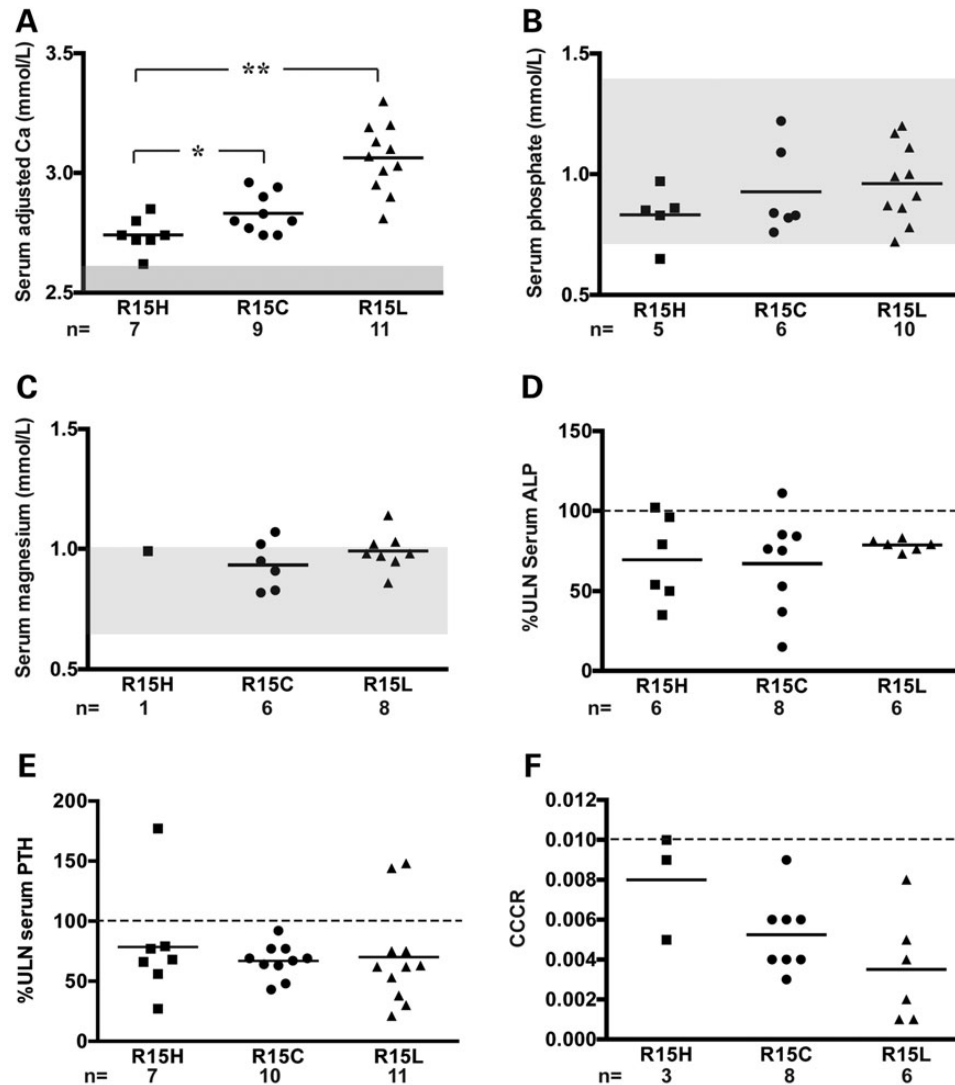 A
Serum adjusted Ca (mmol/L)
3.5
3.0
2.5
**
*
R15H R15C R15L
n= 7 9 11
B
Serum phosphate (mmol/L)
1.5
1.0
0.5
R15H R15C R15L
n= 5 6 10
C
Serum magnesium (mmol/L)
1.5
1.0
0.5
R15H R15C R15L
n= 1 6 8
D
%ULN Serum ALP
150
100
50
0
R15H R15C R15L
n= 6 8 6
E
%ULN serum PTH
200
150
100
50
0
R15H R15C R15L
n= 7 10 11
F
CCCR
0.012
0.010
0.008
0.006
0.004
0.002
0.000
R15H R15C R15L
n= 3 8 6